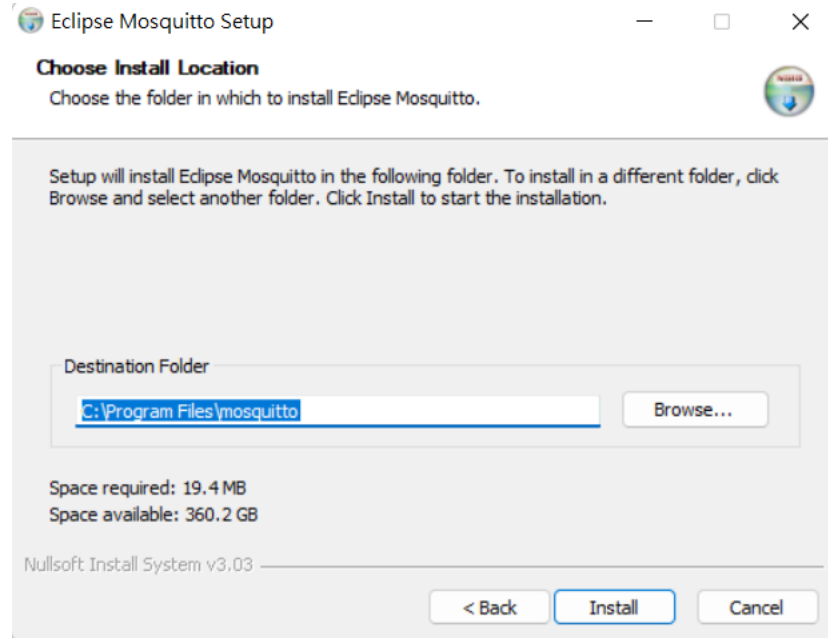 Eclipse Mosquitto Setup
Choose Install Location
Choose the folder in which to install Eclipse Mosquitto.
Setup will install Eclipse Mosquitto in the following folder. To install in a different folder, click
Browse and select another folder. Click Install to start the installation.
Destination Folder
C:\Program Files\mosquitto
Browse...
Space required: 19.4 MB
Space available: 360.2 GB
Nullsoft Install System v3.03
< Back
Install
Cancel